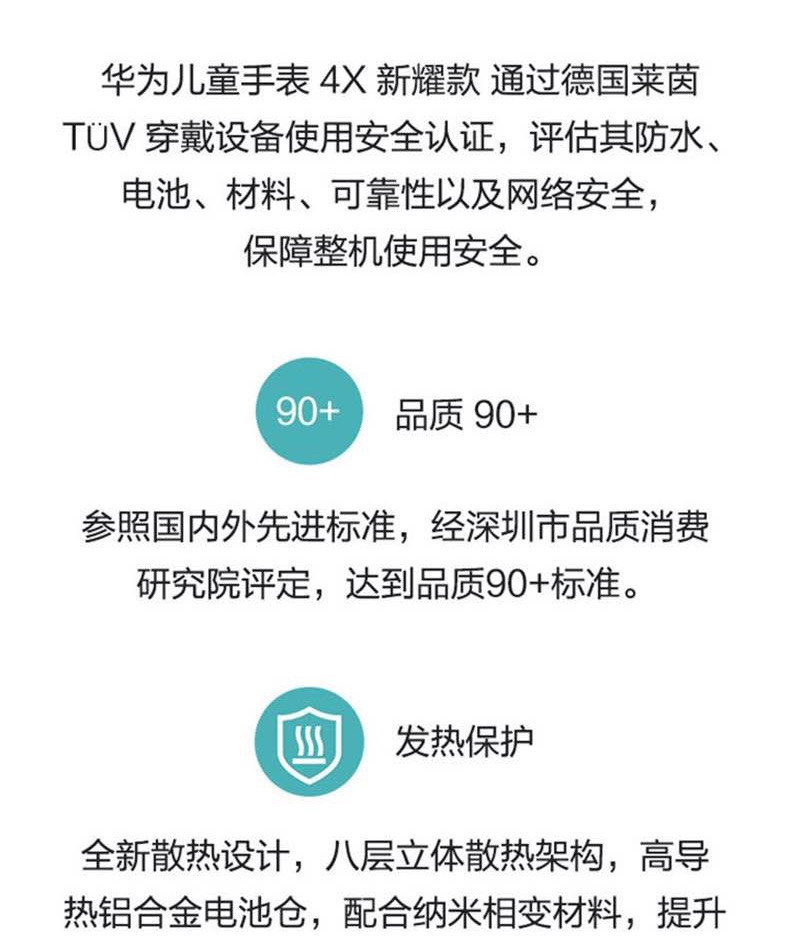 华为儿童手表 4X 新耀款 通过德国莱茵
TÜV 穿戴设备使用安全认证，评估其防水、
电池、材料、可靠性以及网络安全，
保障整机使用安全。
90+ 品质 90+
参照国内外先进标准，经深圳市品质消费
研究院评定，达到品质90+标准。
发热保护
全新散热设计，八层立体散热架构，高导
热铝合金电池仓，配合纳米相变材料，提升